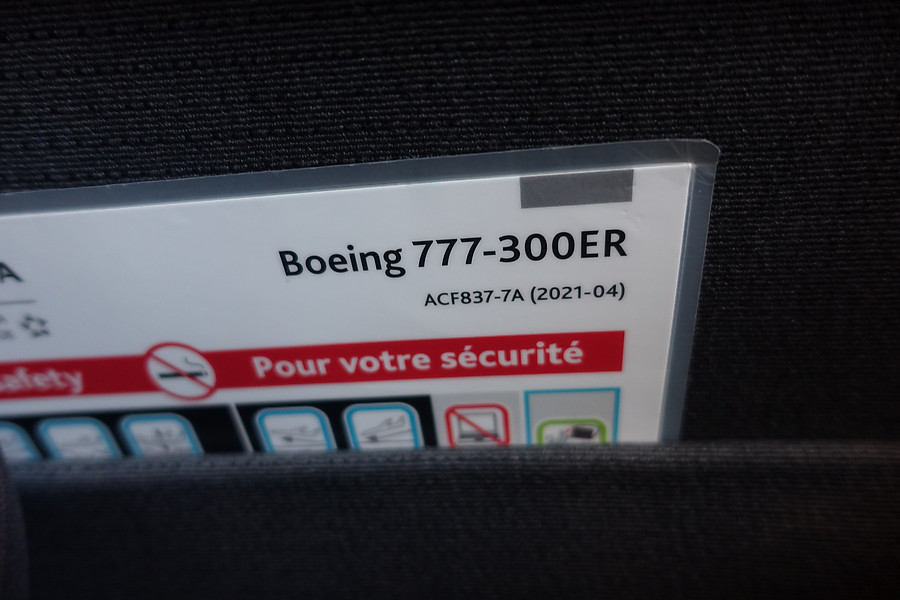 A
Boeing 777-300ER
ACF837-7A (2021-04)
safety Pour votre sécurité